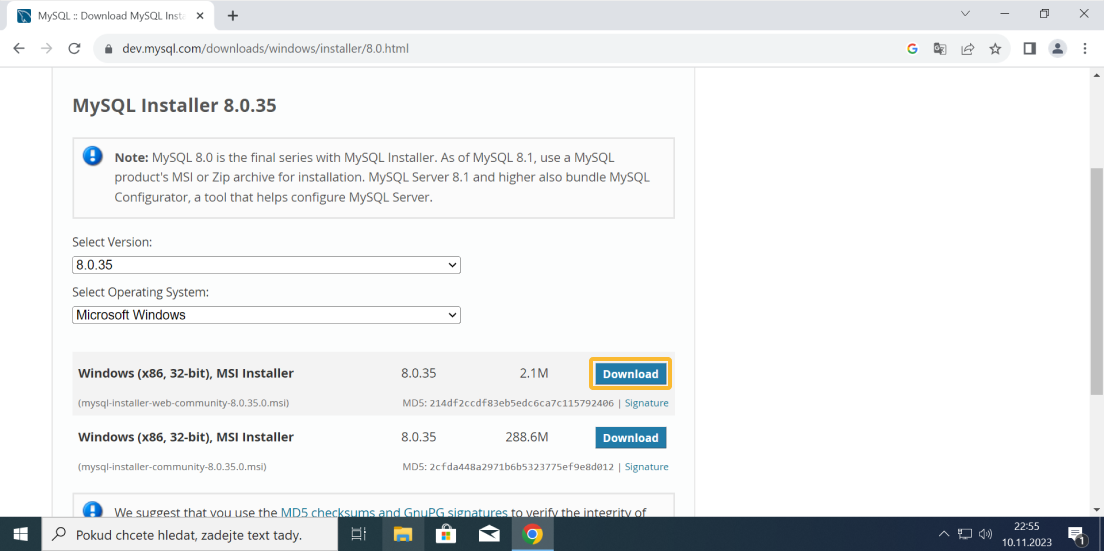 MySQL :: Download MySQL Insta
dev.mysql.com/downloads/windows/installer/8.0.html
MySQL Installer 8.0.35
Note: MySQL 8.0 is the final series with MySQL Installer. As of MySQL 8.1, use a MySQL
product's MSI or Zip archive for installation. MySQL Server 8.1 and higher also bundle MySQL
Configurator, a tool that helps configure MySQL Server.
Select Version:
8.0.35
Select Operating System:
Microsoft Windows
Windows (x86, 32-bit), MSI Installer 8.0.35 2.1M Download
(mysql-installer-web-community-8.0.35.0.msi) MD5: 214df2ccdf83eb5edc6ca7c115792406 | Signature
Windows (x86, 32-bit), MSI Installer 8.0.35 288.6M Download
(mysql-installer-community-8.0.35.0.msi) MD5: 2cfda448a2971b6b5323775ef9e8d012 | Signature
We suggest that you use the MD5 checksums and GnuPG signatures to verify the integrity of
Pokud chcete hledat, zadejte text tady.
22:55
10.11.2023
1